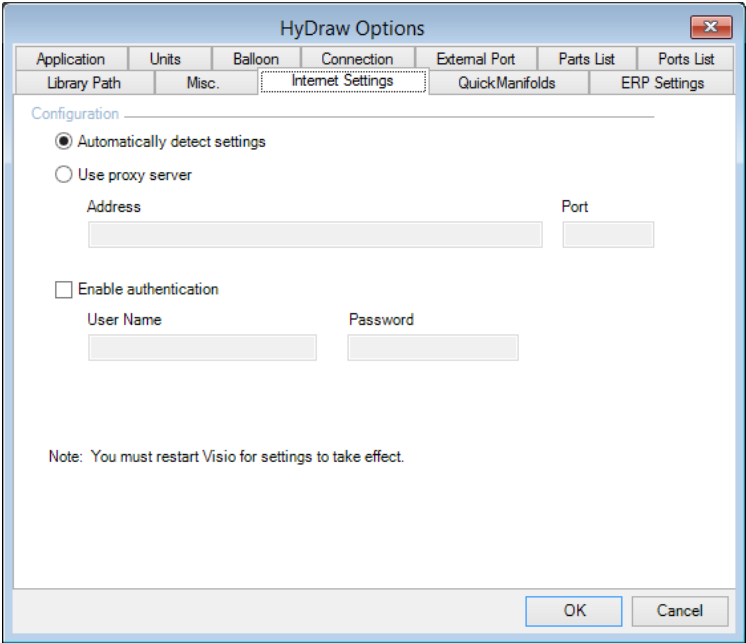 HyDraw Options
Application Units Balloon Connection External Port Parts List Ports List
Library Path Misc. Internet Settings QuickManifolds ERP Settings
Configuration
Automatically detect settings
Use proxy server
Address Port
Enable authentication
User Name Password
Note: You must restart Visio for settings to take effect.
OK Cancel